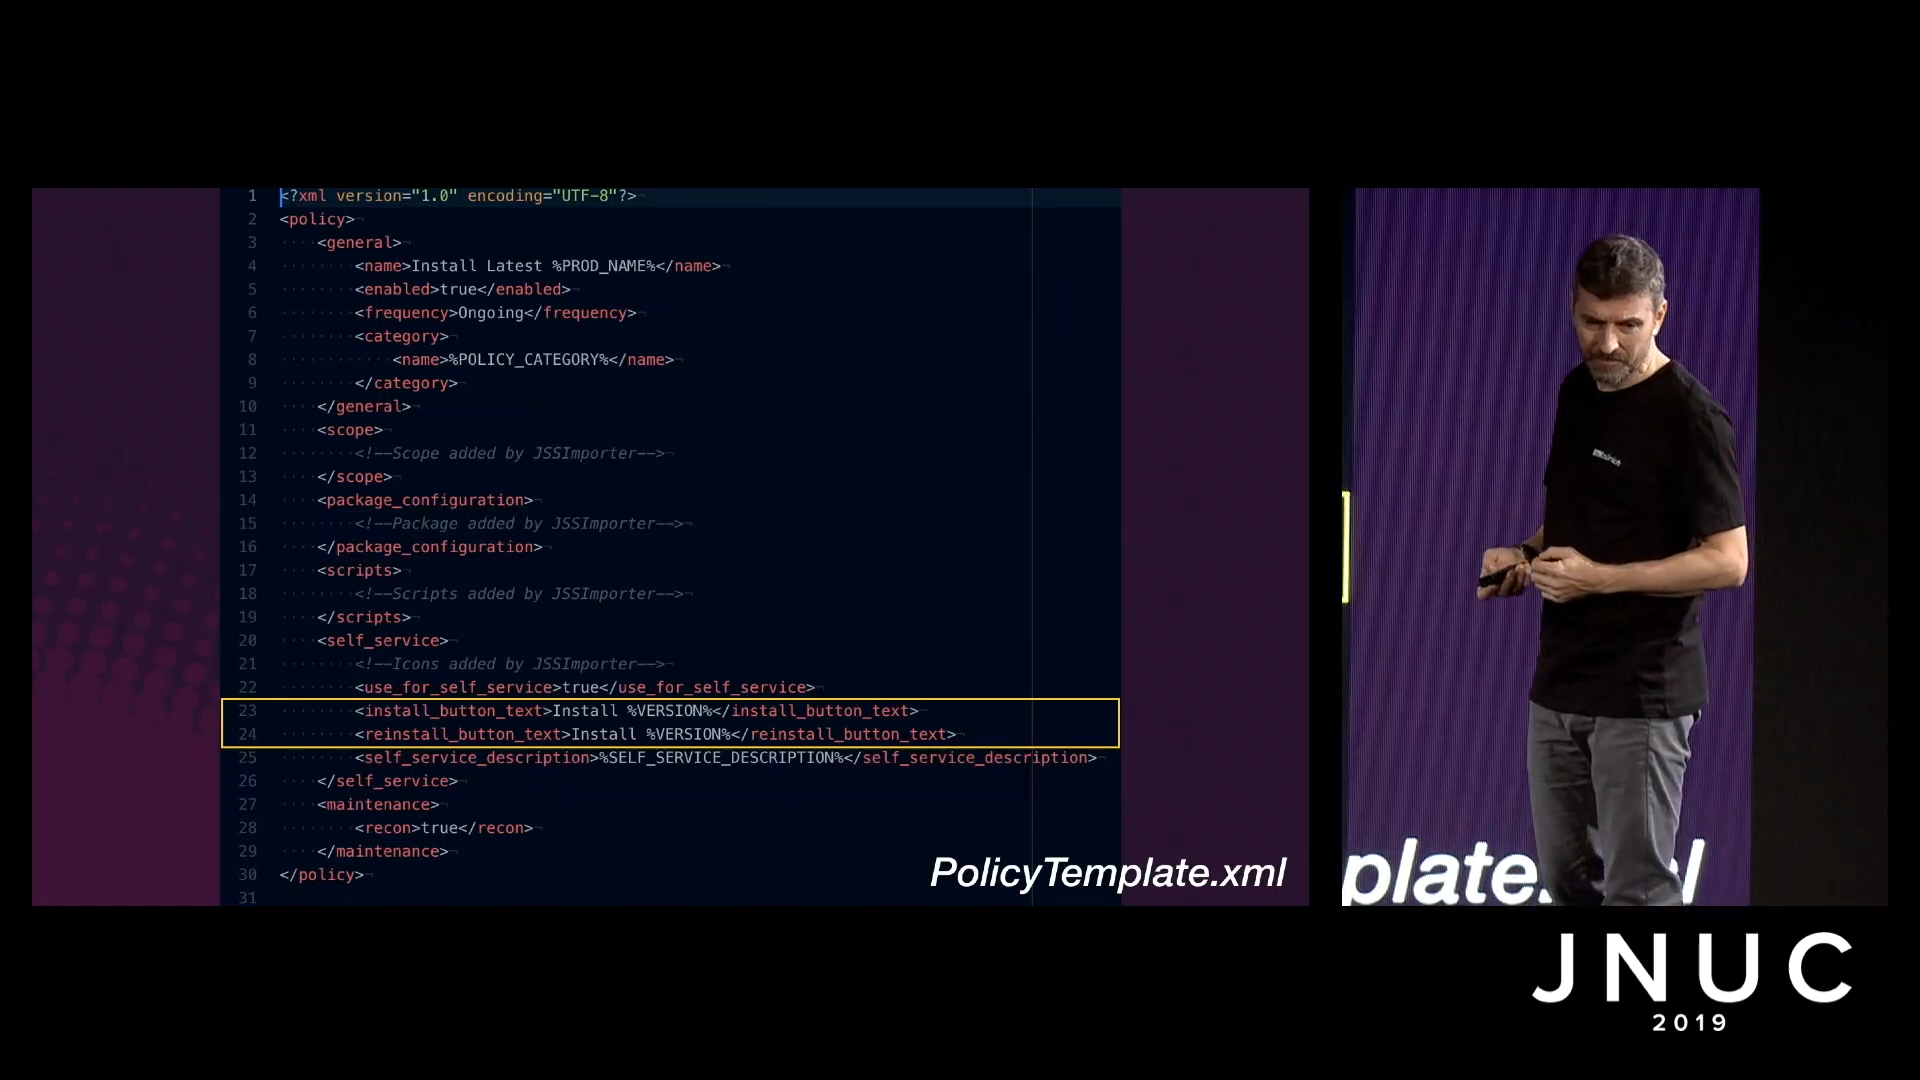 1 <?xml version="1.0" encoding="UTF-8"?>
2 <policy>
3 <general>
4 <name>Install Latest %PROD_NAME%</name>
5 <enabled>true</enabled>
6 <frequency>Ongoing</frequency>
7 <category>
8 <name>%POLICY_CATEGORY%</name>
9 </category>
10 </general>
11 <scope>
12 <!--Scope added by JSSImporter-->
13 </scope>
14 <package_configuration>
15 <!--Package added by JSSImporter-->
16 </package_configuration>
17 <scripts>
18 <!--Scripts added by JSSImporter-->
19 </scripts>
20 <self_service>
21 <!--Icons added by JSSImporter-->
22 <use_for_self_service>true</use_for_self_service>
23 <install_button_text>Install %VERSION%</install_button_text>
24 <reinstall_button_text>Install %VERSION%</reinstall_button_text>
25 <self_service_description>%SELF_SERVICE_DESCRIPTION%</self_service_description>
26 </self_service>
27 <maintenance>
28 <recon>true</recon>
29 </maintenance>
30 </policy>
31
PolicyTemplate.xml
plate. l
JNUC
2019